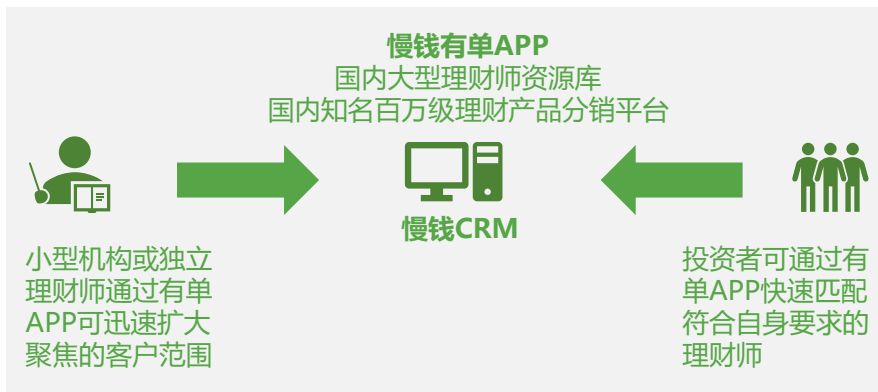 慢钱有单APP
国内大型理财师资源库
国内知名百万级理财产品分销平台
慢钱CRM
小型机构或独立
理财师通过有单
APP可迅速扩大
聚焦的客户范围
投资者可通过有
单APP快速匹配
符合自身要求的
理财师